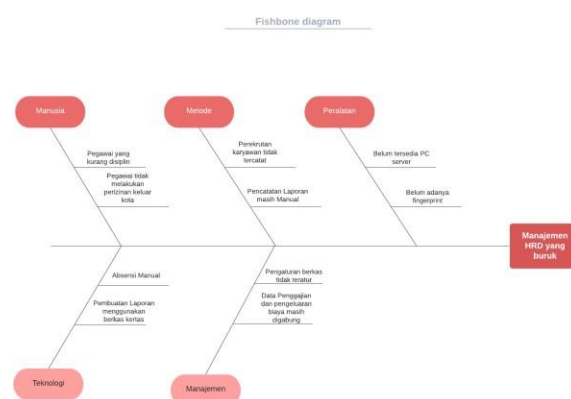 Fishbone diagram
Manusia
Metode
Peralatan
Pegawai yang
kurang disiplin
Pegawai tidak
melakukan
perizinan keluar
kota
Perekrutan
karyawan tidak
tercatat
Pencatatan Laporan
masih Manual
Belum tersedia PC
server
Belum adanya
fingerprint
Manajemen
HRD yang
buruk
Absensi Manual
Pembuatan Laporan
menggunakan
berkas kertas
Pengaturan berkas
tidak teratur
Data Penggajian
dan pengeluaran
biaya masih
digabung
Teknologi
Manajemen